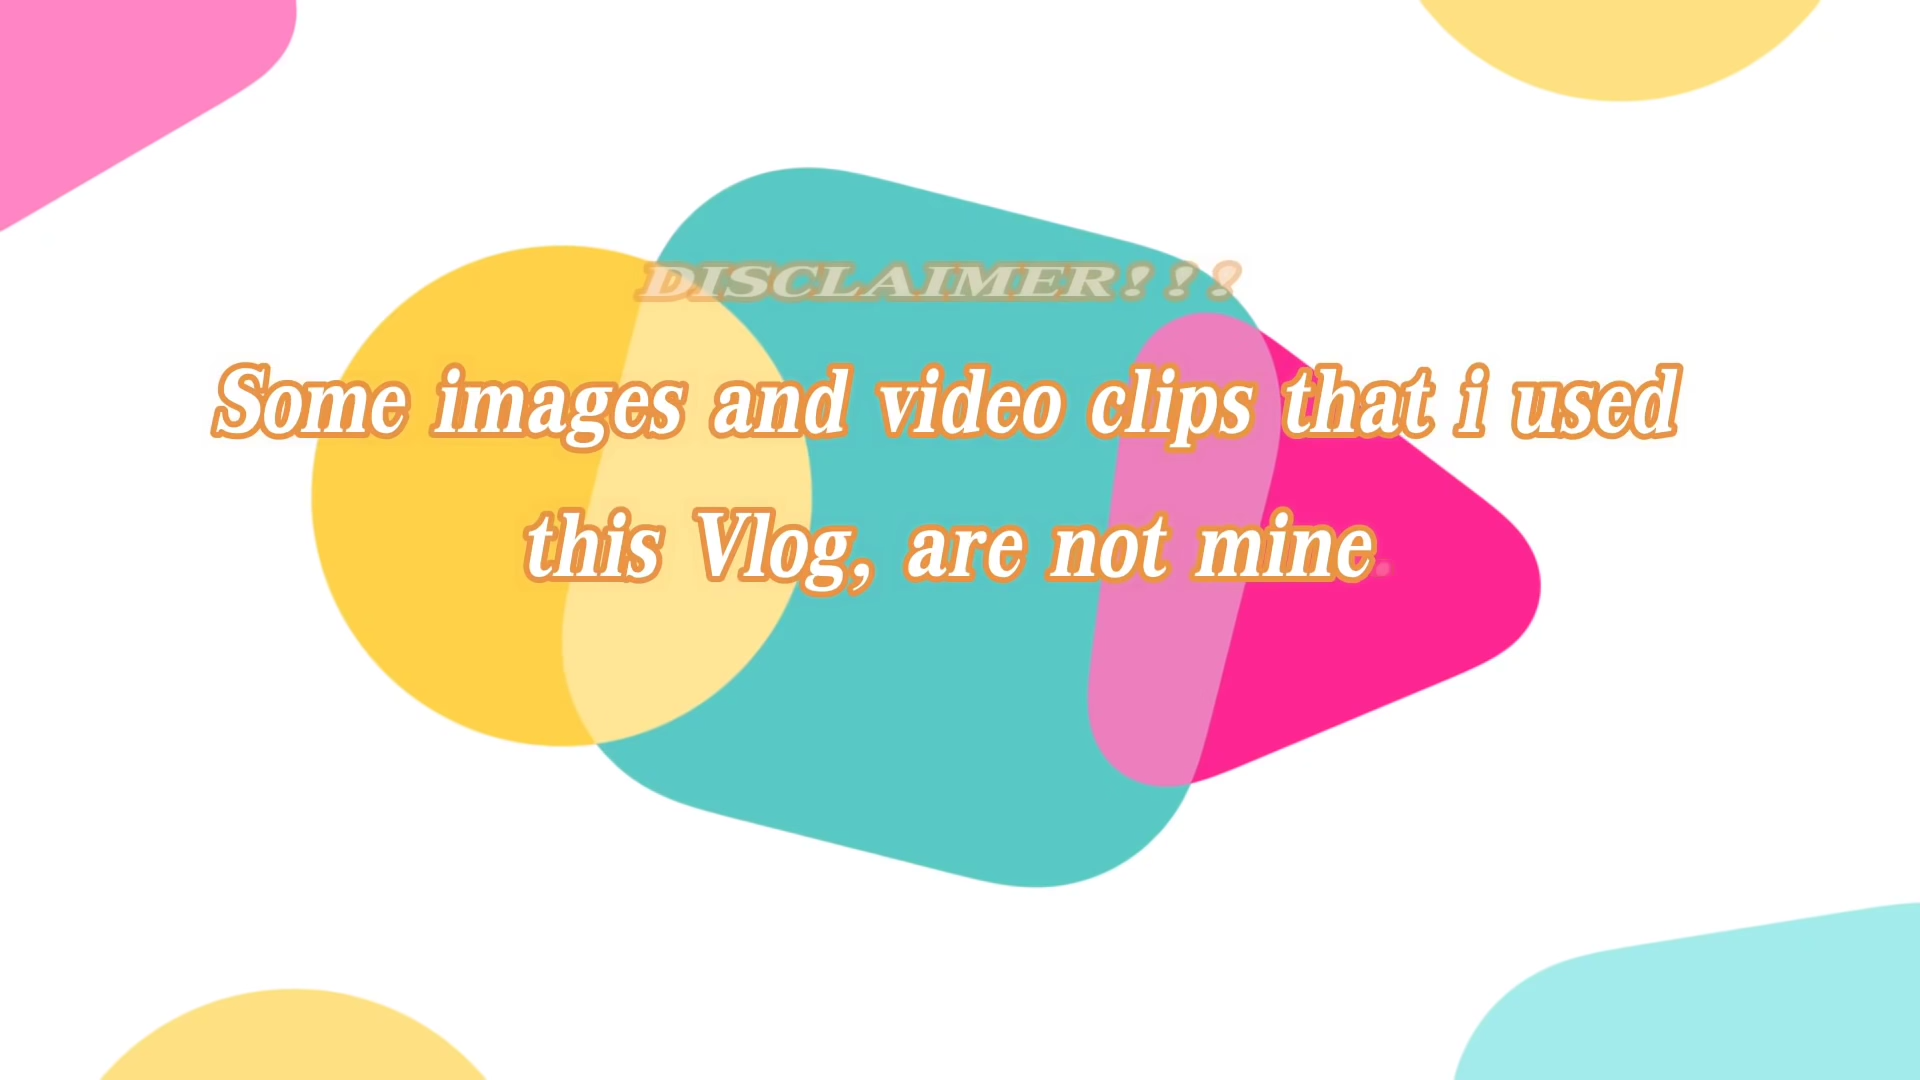 DISCLAIMER!!!
Some images and video clips that i used
this Vlog, are not mine.